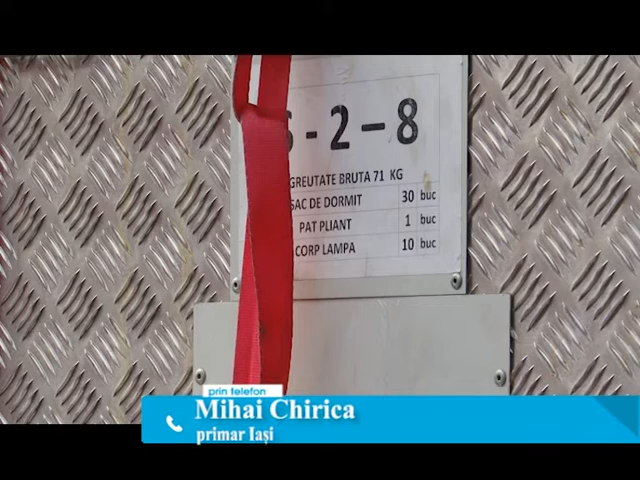 - 2 - 8
GREUTATE BRUTA 71 KG
SAC DE DORMIT 30 buc
PAT PLIANT 1 buc
CORP LAMPA 10 buc
prin telefon
Mihai Chirica
primar Iași